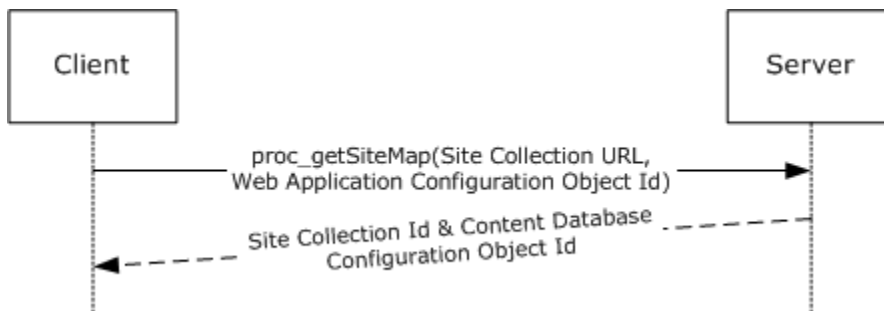 Client
Server
proc_getSiteMap(Site Collection URL,
Web Application Configuration Object Id)
Site Collection Id & Content Database
Configuration Object Id